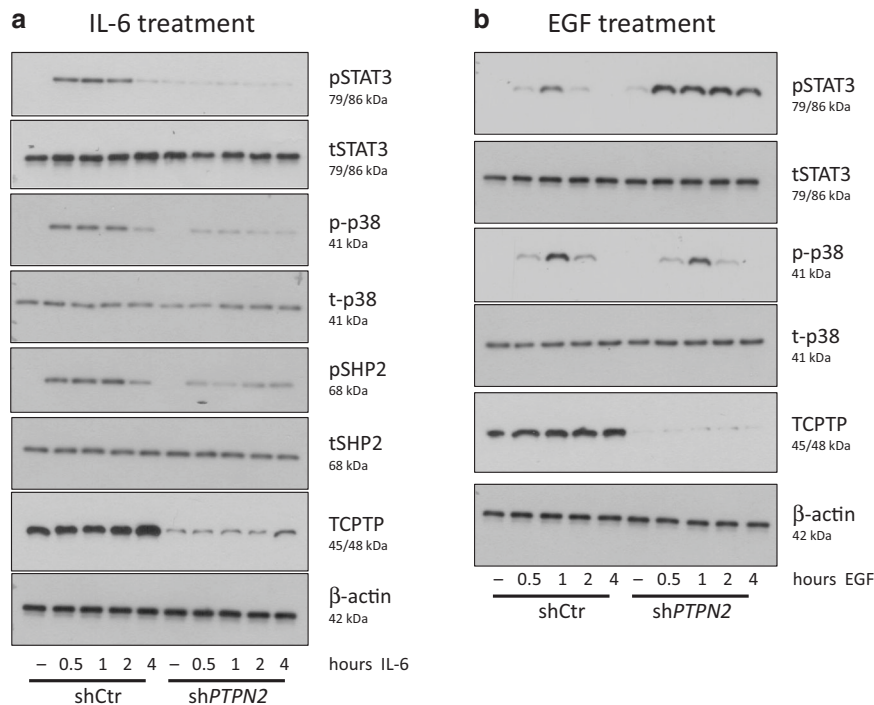 a
IL-6 treatment
pSTAT3
79/86 kDa
tSTAT3
79/86 kDa
p-p38
41 kDa
t-p38
41 kDa
pSHP2
68 kDa
tSHP2
68 kDa
TCPTP
45/48 kDa
β-actin
42 kDa
– 0.5 1 2 4 – 0.5 1 2 4 hours IL-6
shCtr shPTPN2
b
EGF treatment
pSTAT3
79/86 kDa
tSTAT3
79/86 kDa
p-p38
41 kDa
t-p38
41 kDa
TCPTP
45/48 kDa
β-actin
42 kDa
– 0.5 1 2 4 – 0.5 1 2 4 hours EGF
shCtr shPTPN2